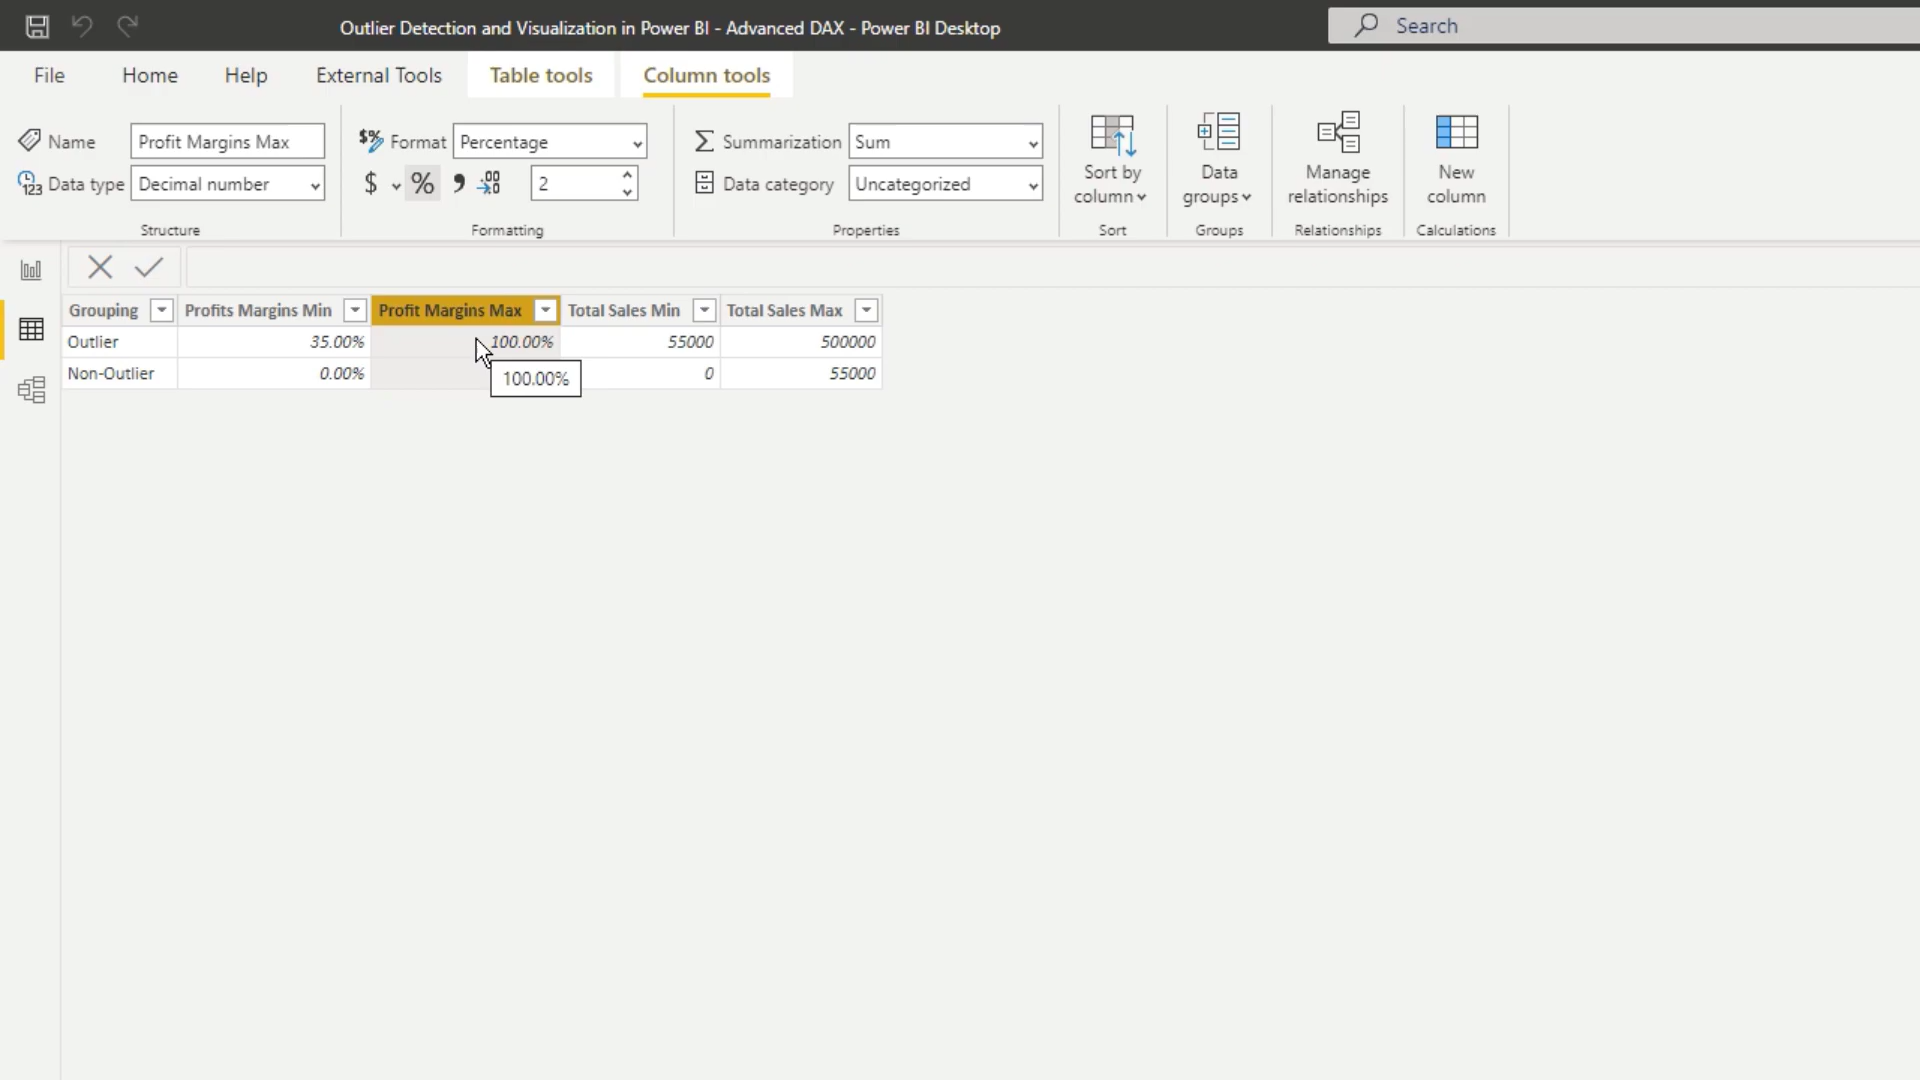 Outlier Detection and Visualization in Power BI - Advanced DAX - Power BI Desktop
Search
File Home Help External Tools Table tools Column tools
Name Profit Margins Max
Data type Decimal number
Structure
$% Format Percentage
$ % 2
Formatting
Summarization Sum
Data category Uncategorized
Properties
Sort by
column
Sort
Data
groups
Groups
Manage
relationships
Relationships
New
column
Calculations
Grouping Profits Margins Min Profit Margins Max Total Sales Min Total Sales Max
Outlier 35.00% 100.00% 55000 500000
Non-Outlier 0.00% 0 55000
100.00%